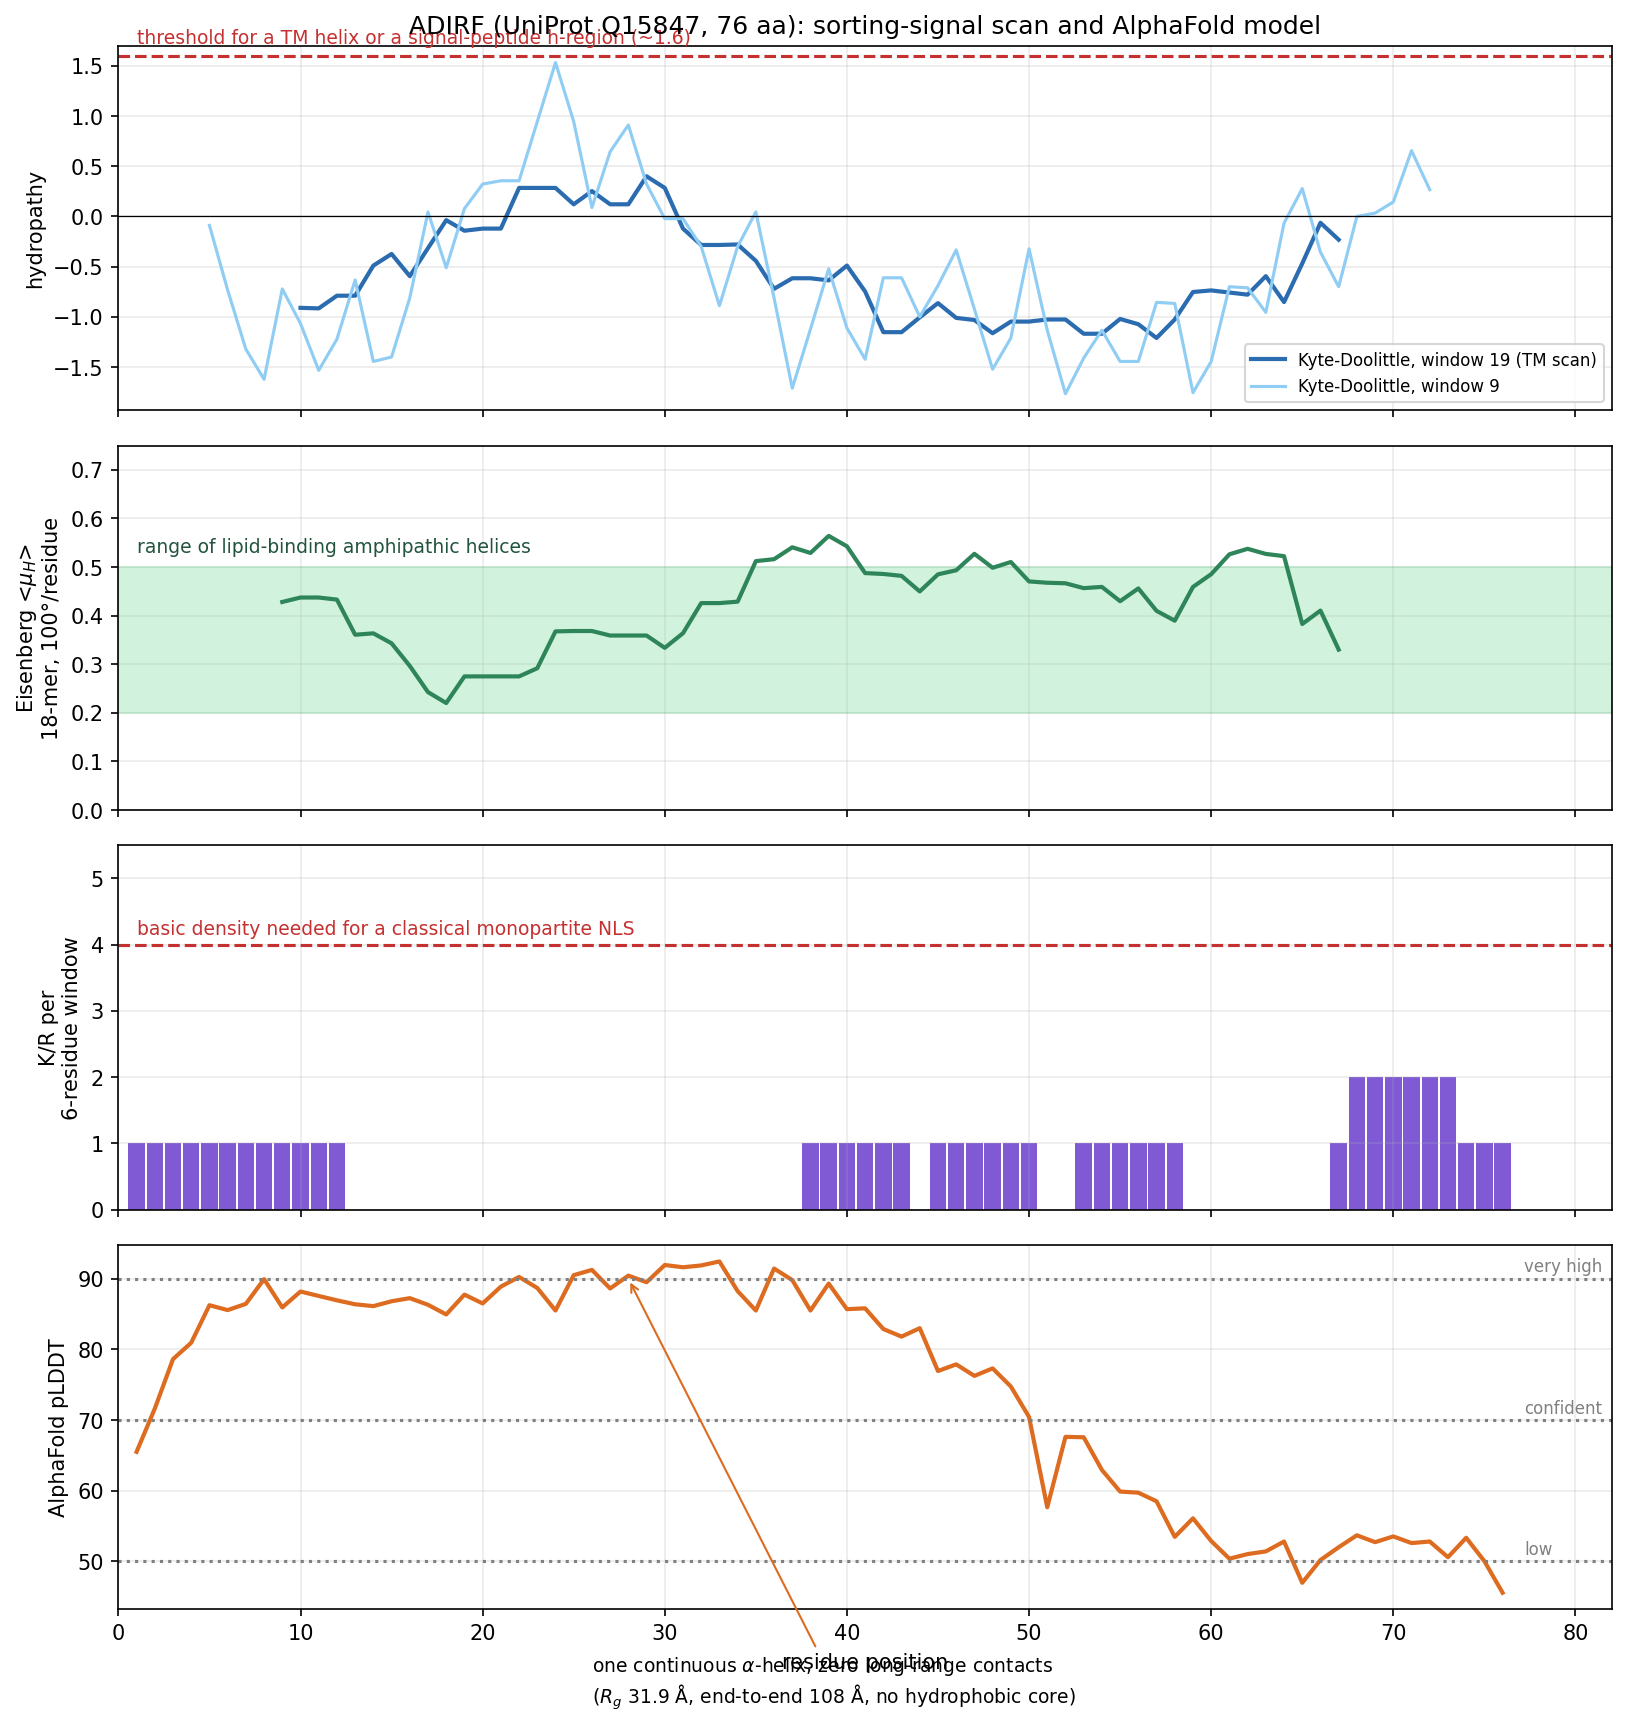 ADIRF (UniProt Q15847, 76 aa): sorting-signal scan and AlphaFold model
threshold for a TM helix or a signal-peptide h-region (~1.6)
hydropathy
1.5
1.0
0.5
0.0
−0.5
−1.0
−1.5
Kyte-Doolittle, window 19 (TM scan)
Kyte-Doolittle, window 9
Eisenberg <μH>
18-mer, 100°/residue
0.7
0.6
0.5
0.4
0.3
0.2
0.1
0.0
range of lipid-binding amphipathic helices
K/R per
6-residue window
5
4
3
2
1
0
basic density needed for a classical monopartite NLS
AlphaFold pLDDT
90
80
70
60
50
very high
confident
low
0 10 20 30 40 50 60 70 80
residue position
one continuous α-helix, zero long-range contacts
(Rg 31.9 Å, end-to-end 108 Å, no hydrophobic core)